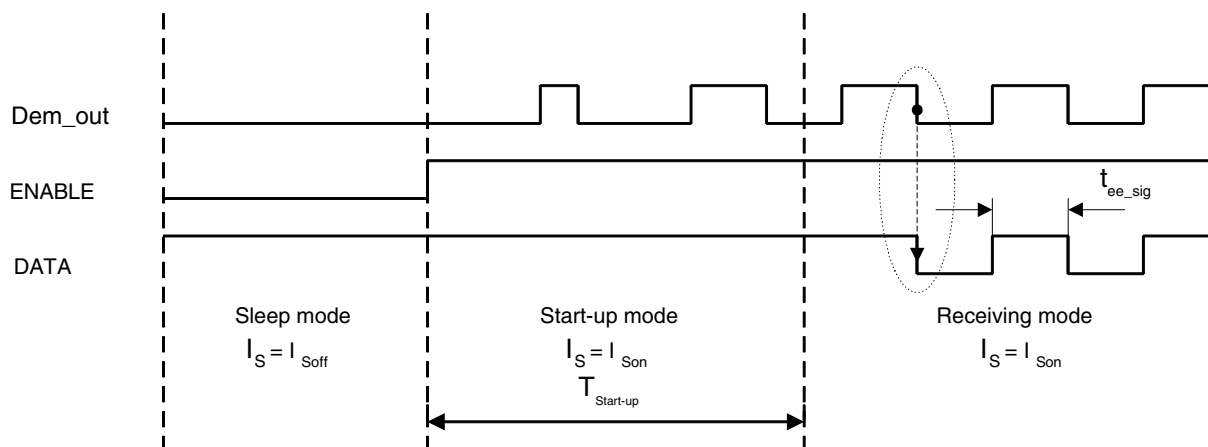 Dem_out
ENABLE
t ee_sig
DATA
Sleep mode
I S = I Soff
Start-up mode
I S = I Son
T Start-up
Receiving mode
I S = I Son